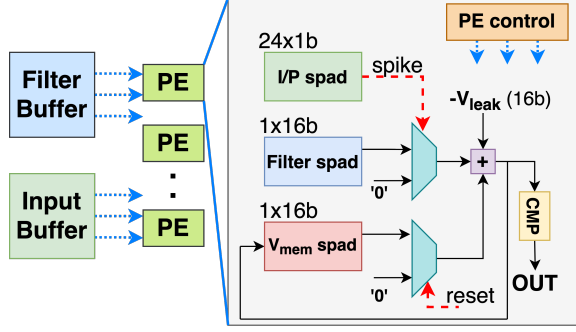 Filter
Buffer
Input
Buffer
PE
PE
PE
24x1b
I/P spad
spike
PE control
-Vleak (16b)
1x16b
Filter spad
'0'
+
1x16b
Vmem spad
'0'
reset
CMP
OUT